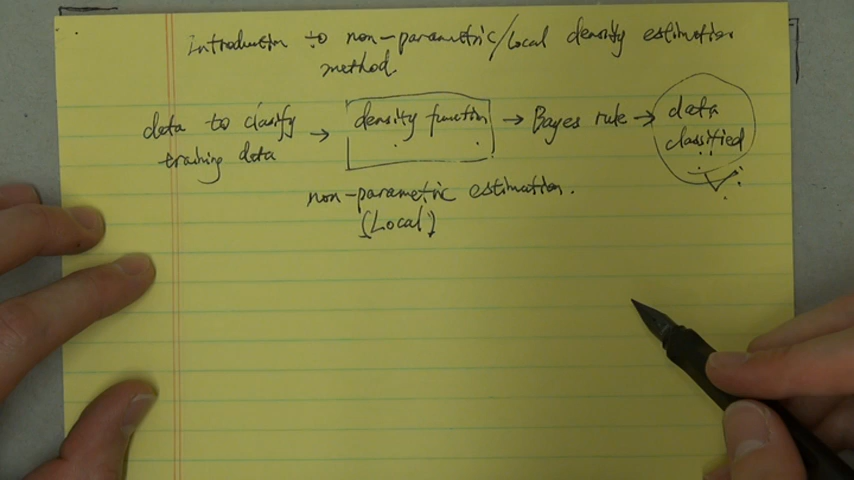 Introduction to non-parametric/Local density estimation
method.
data to classify
training data
→ density function → Bayes rule → data
classified
non-parametric estimation.
(Local)